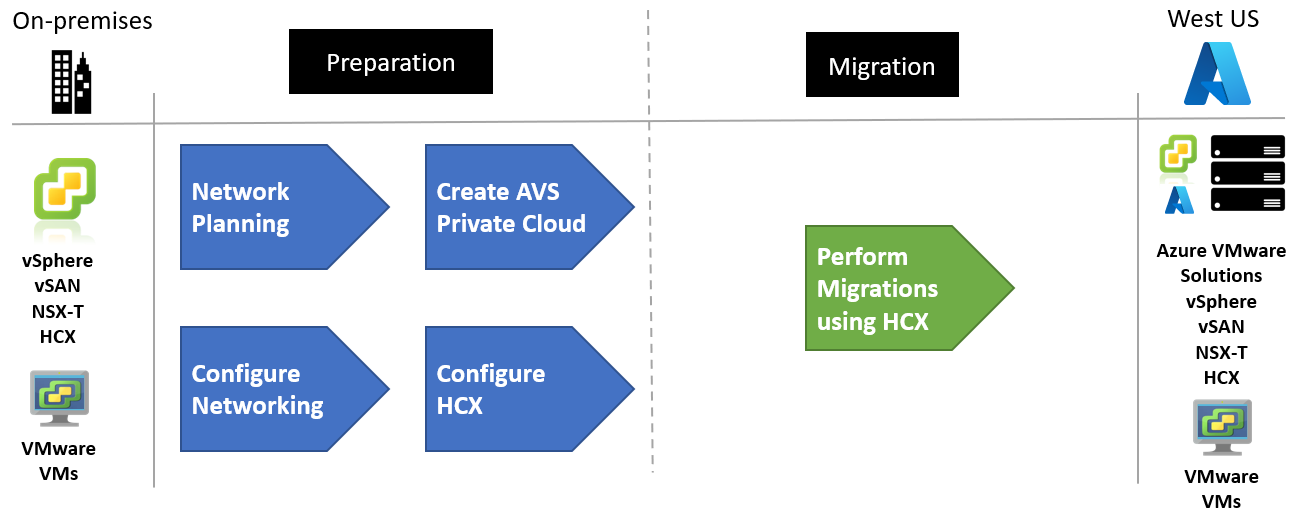 On-premises
Preparation
Migration
West US
vSphere
vSAN
NSX-T
HCX
VMware
VMs
Network
Planning
Create AVS
Private Cloud
Configure
Networking
Configure
HCX
Perform
Migrations
using HCX
Azure VMware
Solutions
vSphere
vSAN
NSX-T
HCX
VMware
VMs